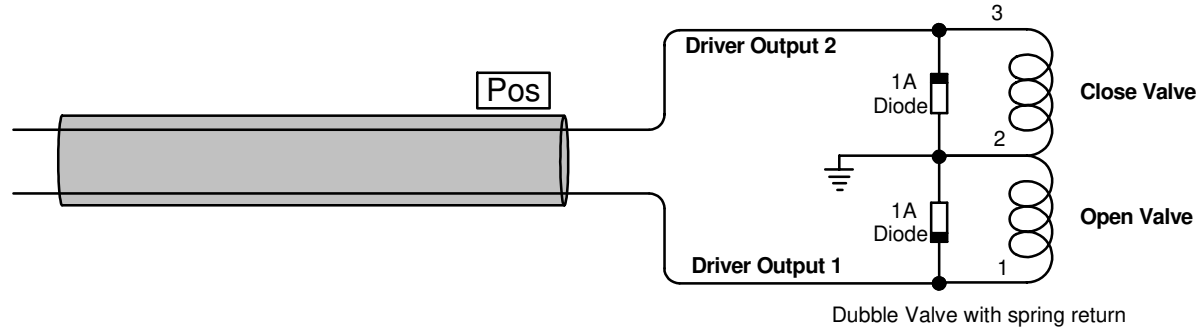 3
Driver Output 2
Pos
1A
Diode
Close Valve
2
1A
Diode
Open Valve
Driver Output 1
1
Dubble Valve with spring return